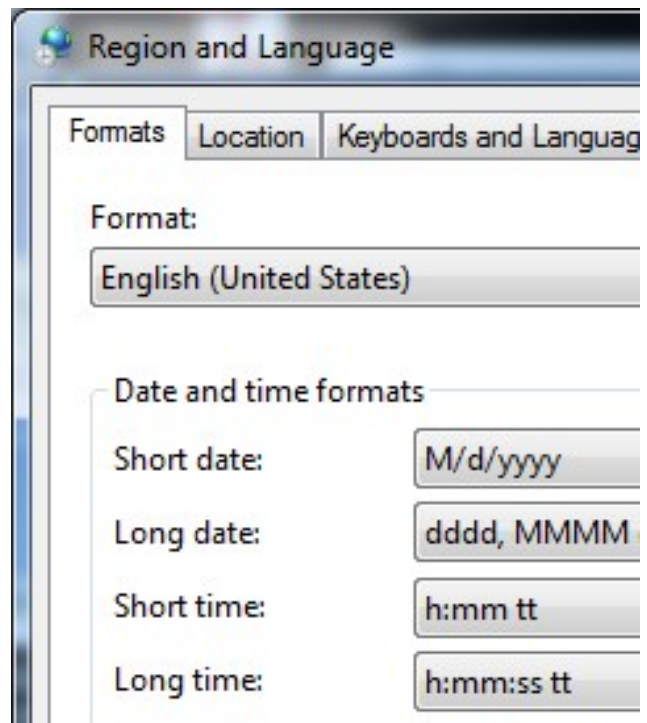 Region and Language
Formats Location Keyboards and Languag
Format:
English (United States)
Date and time formats
Short date: M/d/yyyy
Long date: dddd, MMMM
Short time: h:mm tt
Long time: h:mm:ss tt